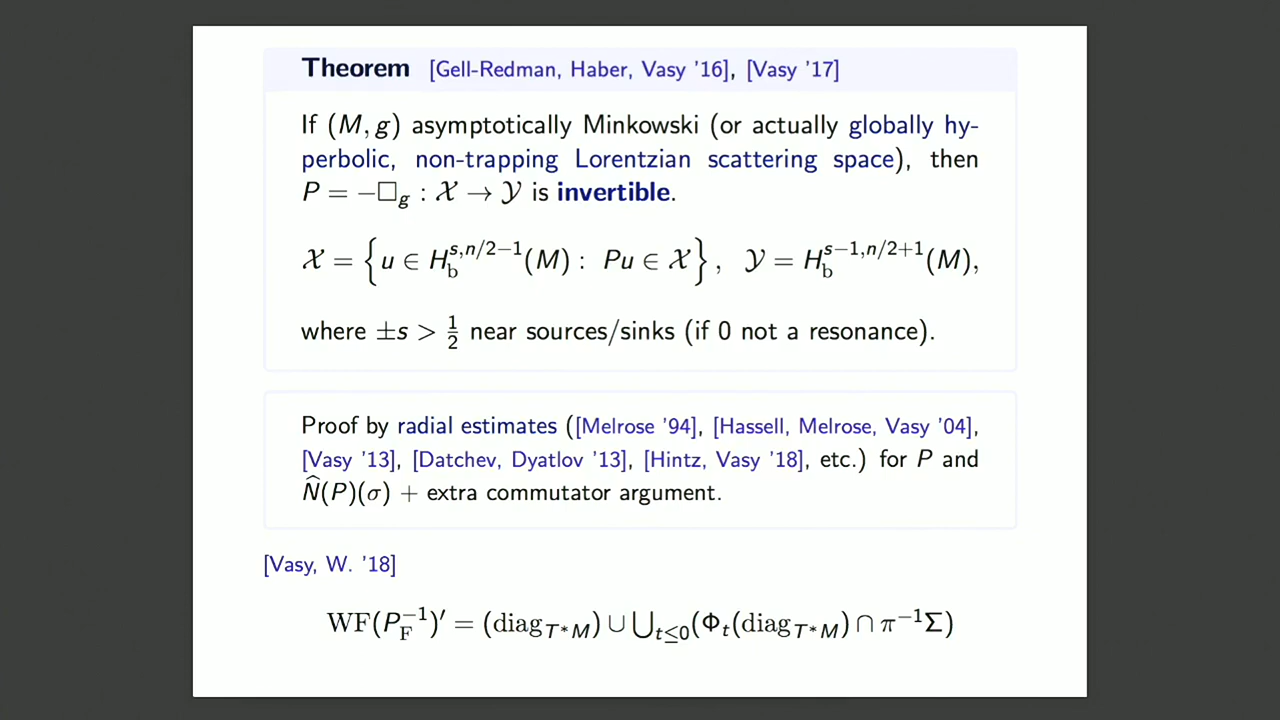 Theorem [Gell-Redman, Haber, Vasy '16], [Vasy '17]
If (M, g) asymptotically Minkowski (or actually globally hy-
perbolic, non-trapping Lorentzian scattering space), then
P = −□_g : 𝒳 → 𝒴 is invertible.
𝒳 = {u ∈ H_b^{s,n/2−1}(M) : Pu ∈ 𝒳}, 𝒴 = H_b^{s−1,n/2+1}(M),
where ±s > 1/2 near sources/sinks (if 0 not a resonance).
Proof by radial estimates ([Melrose '94], [Hassell, Melrose, Vasy '04],
[Vasy '13], [Datchev, Dyatlov '13], [Hintz, Vasy '18], etc.) for P and
N̂(P)(σ) + extra commutator argument.
[Vasy, W. '18]
WF(P_F^{−1})′ = (diag_{T*M}) ∪ ⋃_{t≤0}(Φ_t(diag_{T*M}) ∩ π^{−1}Σ)